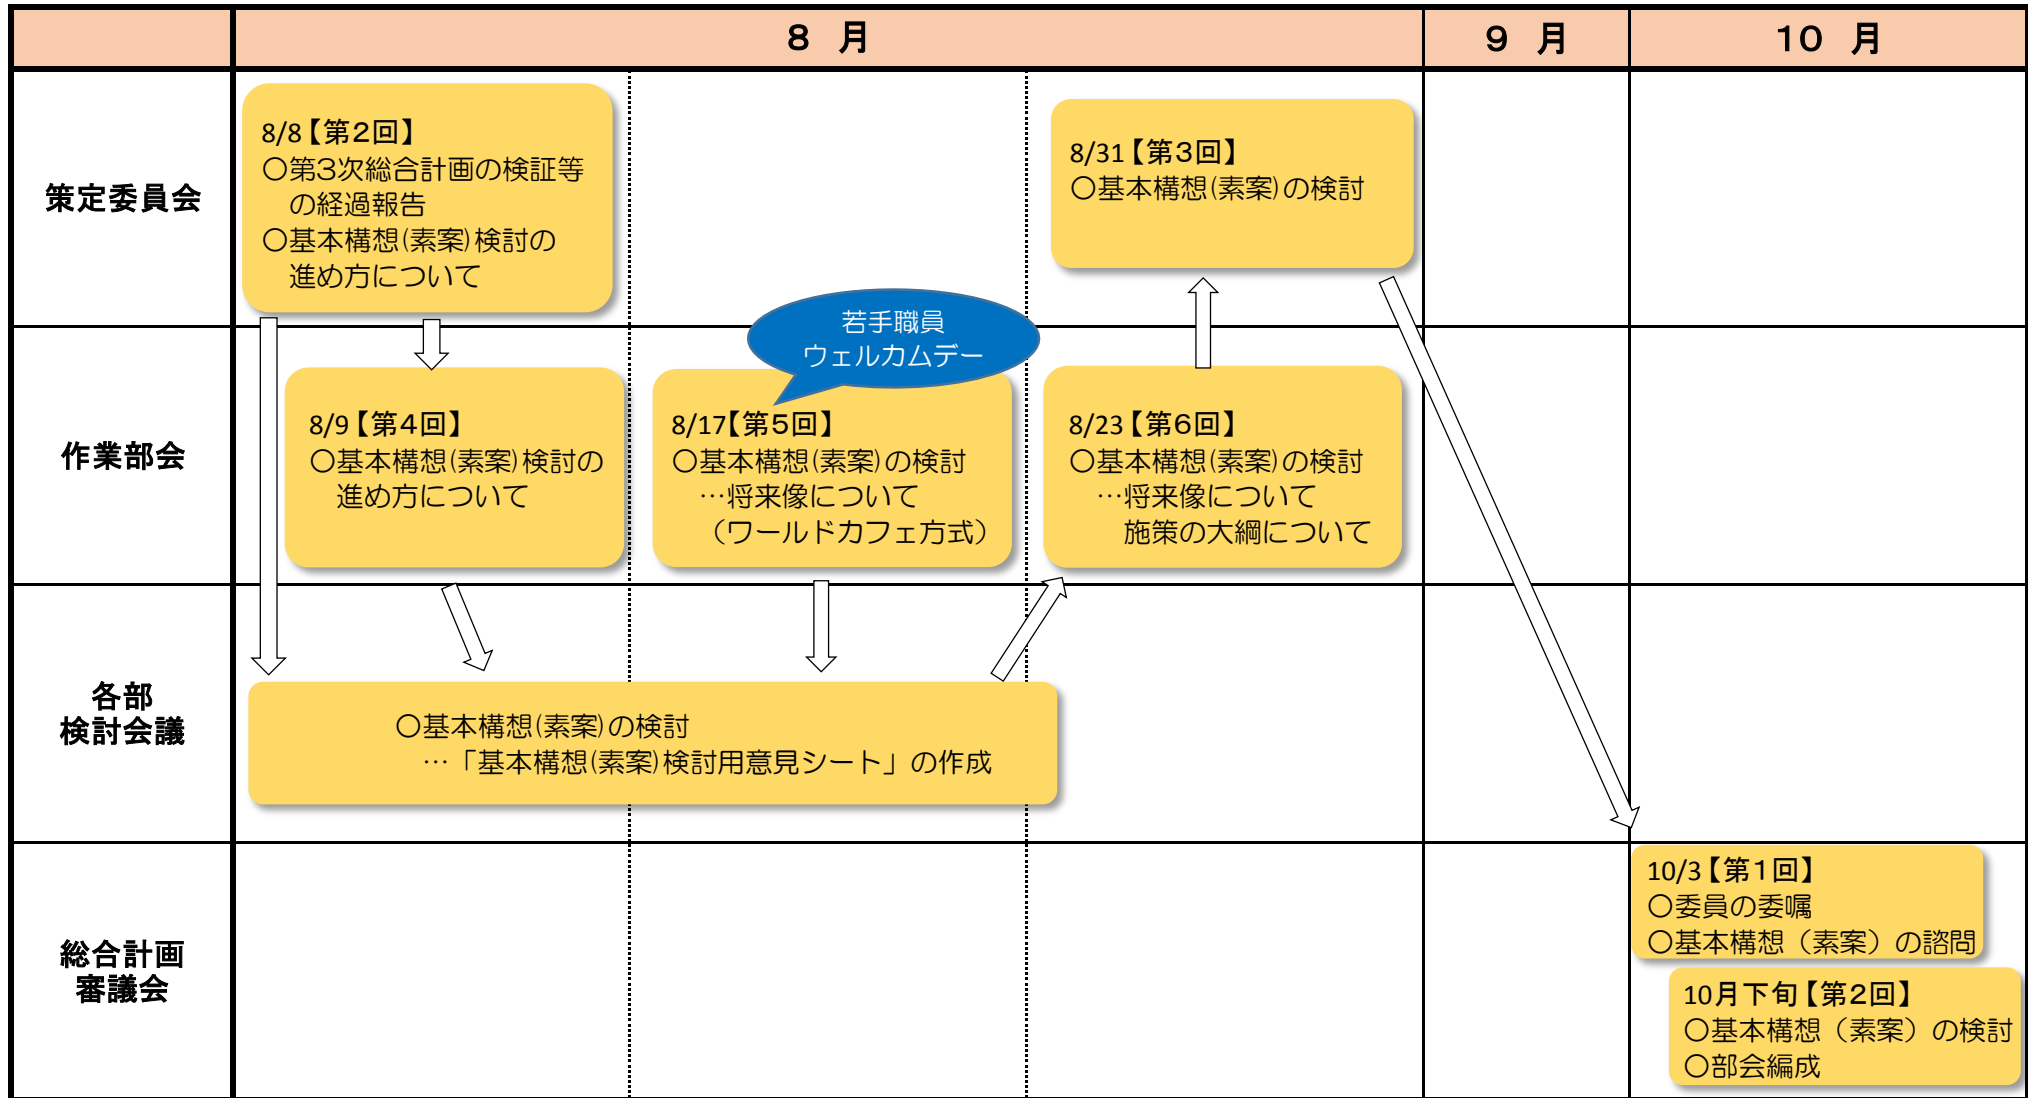 8 月
9 月
10 月
策定委員会
8/8【第2回】
○第3次総合計画の検証等
の経過報告
○基本構想(素案)検討の
進め方について
8/31【第3回】
○基本構想(素案)の検討
若手職員
ウェルカムデー
作業部会
8/9【第4回】
○基本構想(素案)検討の
進め方について
8/17【第5回】
○基本構想(素案)の検討
…将来像について
（ワールドカフェ方式）
8/23【第6回】
○基本構想(素案)の検討
…将来像について
施策の大綱について
各部
検討会議
○基本構想(素案)の検討
…「基本構想(素案)検討用意見シート」の作成
総合計画
審議会
10/3【第1回】
○委員の委嘱
○基本構想（素案）の諮問
10月下旬【第2回】
○基本構想（素案）の検討
○部会編成